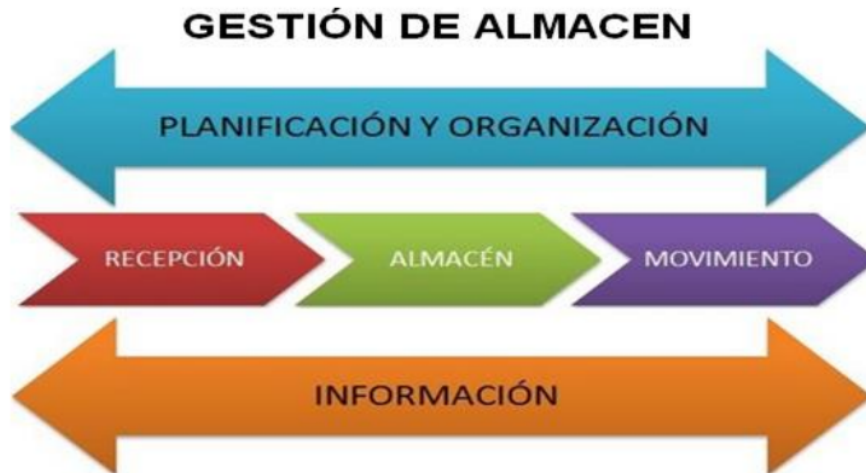 GESTIÓN DE ALMACEN
PLANIFICACIÓN Y ORGANIZACIÓN
RECEPCIÓN
ALMACÉN
MOVIMIENTO
INFORMACIÓN